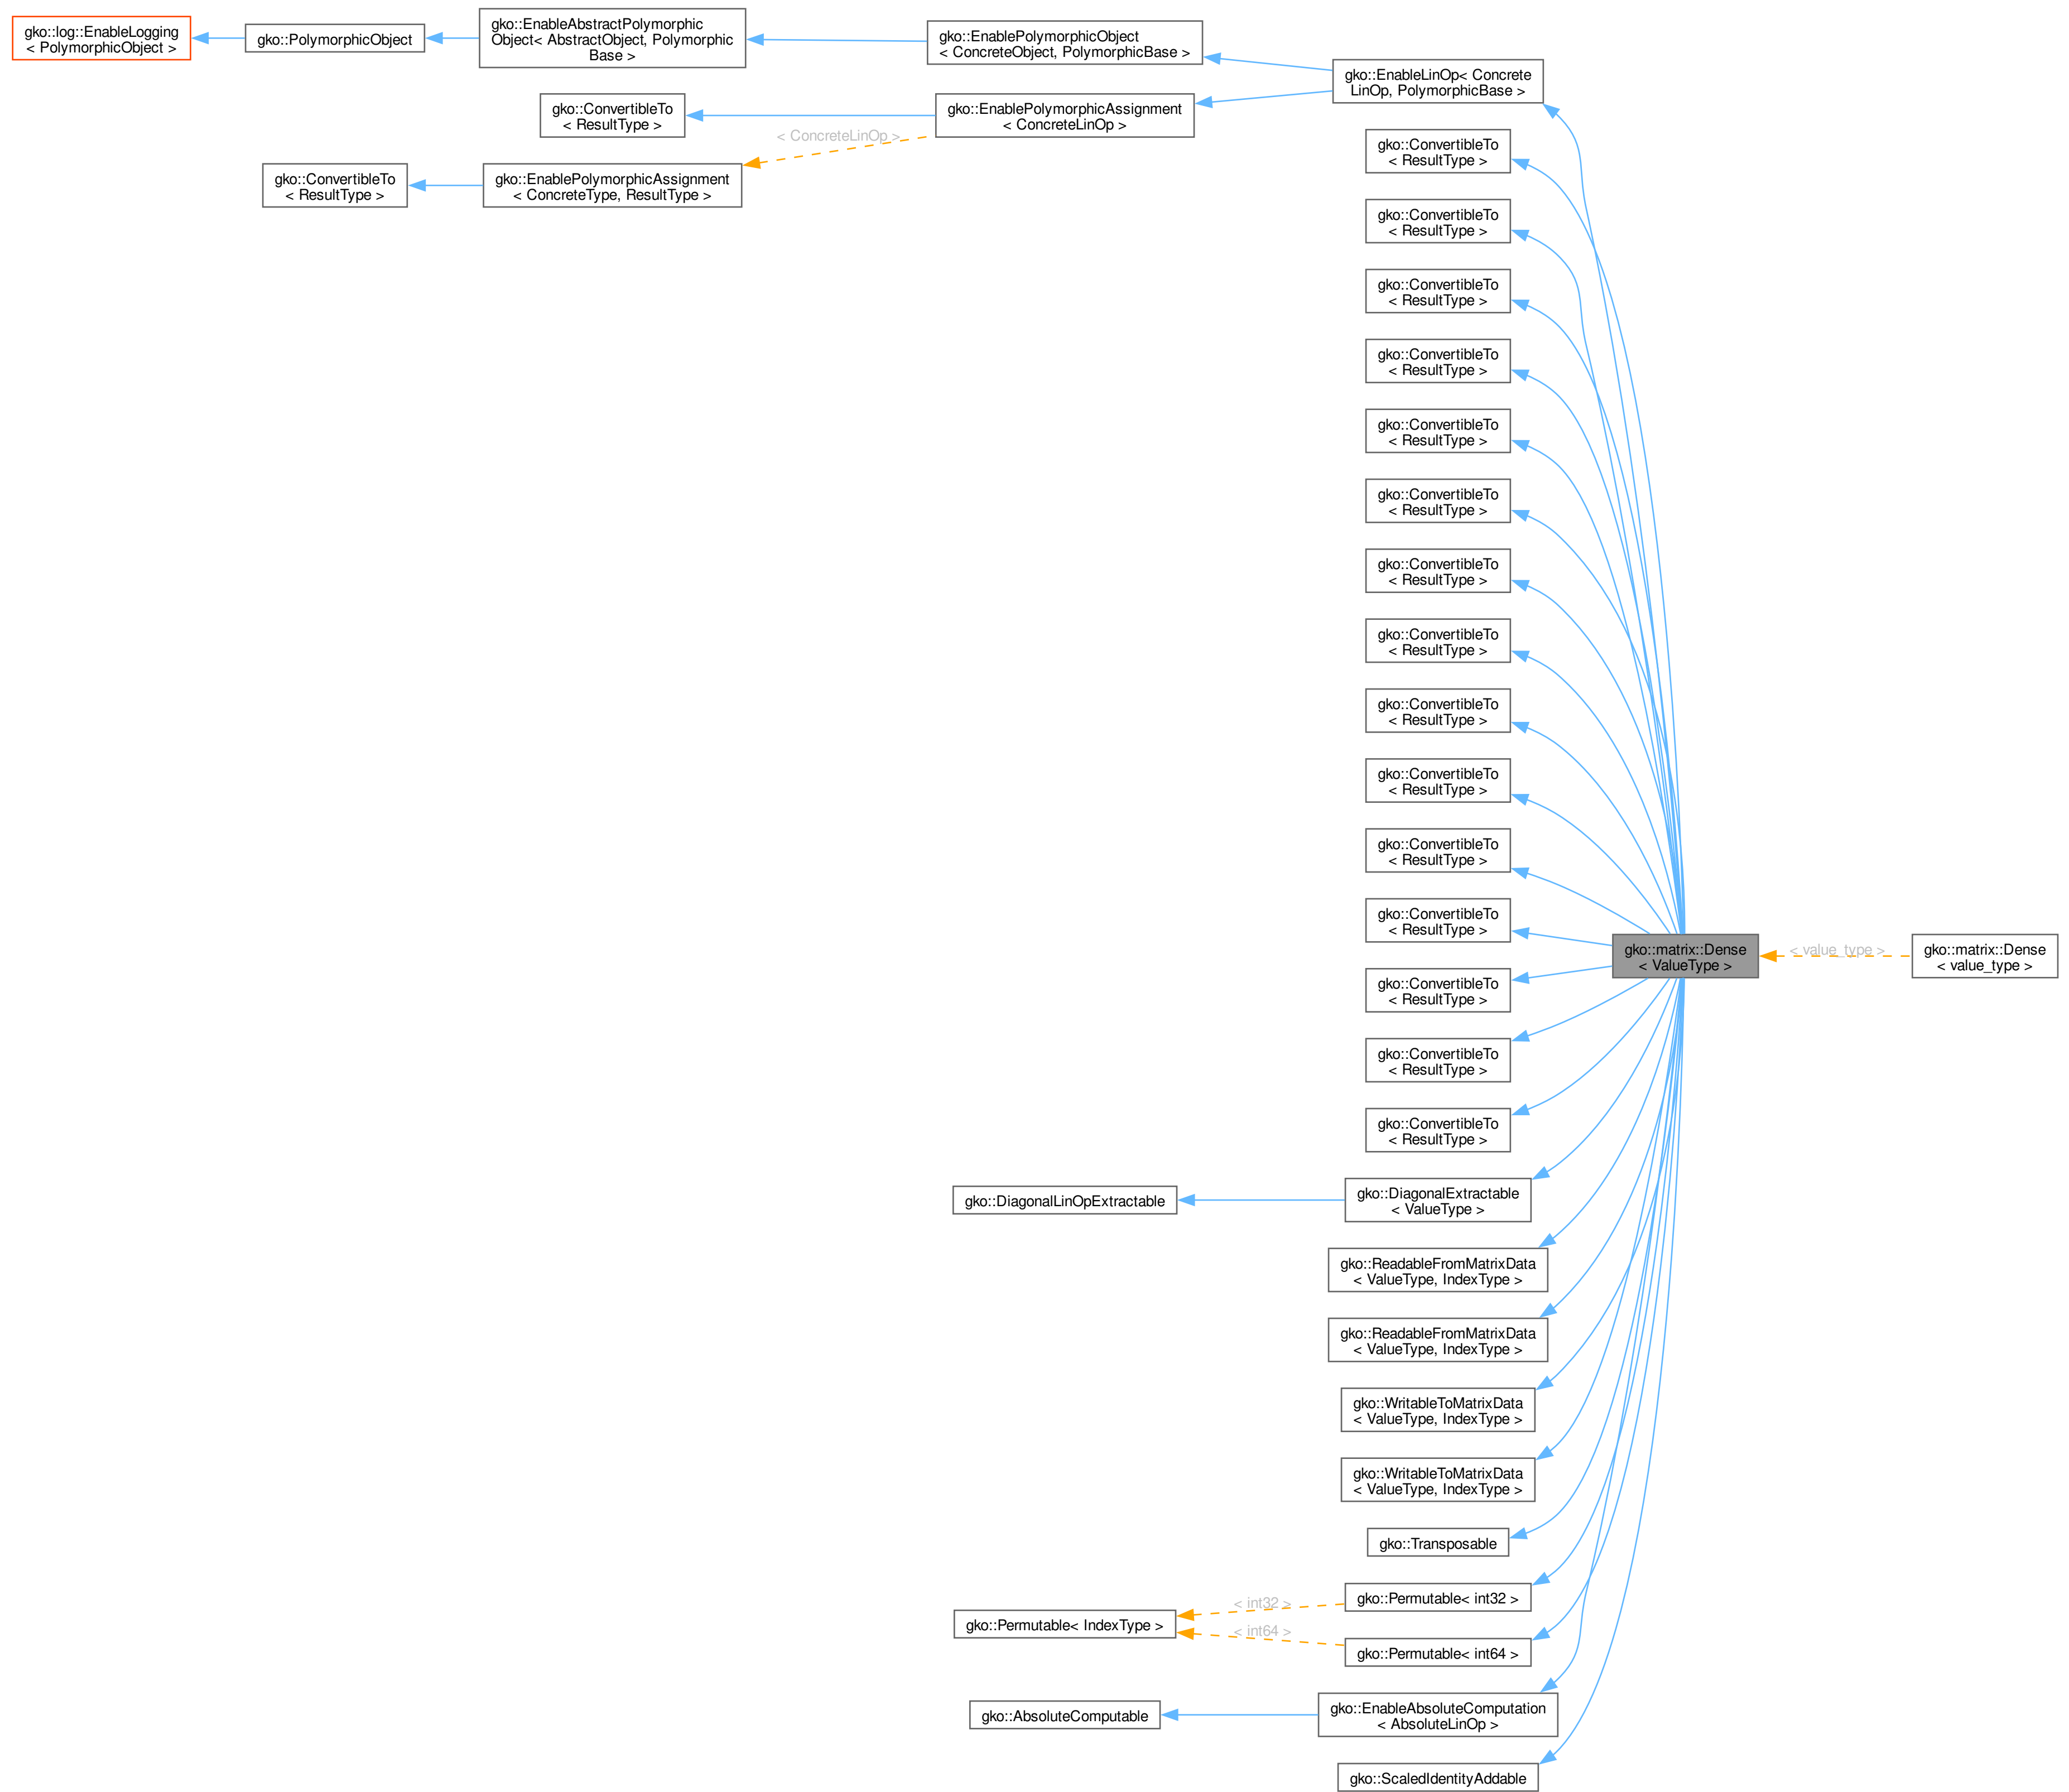 gko::log::EnableLogging
< PolymorphicObject >
gko::PolymorphicObject
gko::EnableAbstractPolymorphic
Object< AbstractObject, Polymorphic
Base >
gko::EnablePolymorphicObject
< ConcreteObject, PolymorphicBase >
gko::EnableLinOp< Concrete
LinOp, PolymorphicBase >
gko::ConvertibleTo
< ResultType >
gko::EnablePolymorphicAssignment
< ConcreteLinOp >
< ConcreteLinOp >
gko::ConvertibleTo
< ResultType >
gko::EnablePolymorphicAssignment
< ConcreteType, ResultType >
gko::ConvertibleTo
< ResultType >
gko::ConvertibleTo
< ResultType >
gko::ConvertibleTo
< ResultType >
gko::ConvertibleTo
< ResultType >
gko::ConvertibleTo
< ResultType >
gko::ConvertibleTo
< ResultType >
gko::ConvertibleTo
< ResultType >
gko::ConvertibleTo
< ResultType >
gko::ConvertibleTo
< ResultType >
gko::ConvertibleTo
< ResultType >
gko::ConvertibleTo
< ResultType >
gko::ConvertibleTo
< ResultType >
gko::matrix::Dense
< ValueType >
< value_type >
gko::matrix::Dense
< value_type >
gko::ConvertibleTo
< ResultType >
gko::ConvertibleTo
< ResultType >
gko::ConvertibleTo
< ResultType >
gko::DiagonalLinOpExtractable
gko::DiagonalExtractable
< ValueType >
gko::ReadableFromMatrixData
< ValueType, IndexType >
gko::ReadableFromMatrixData
< ValueType, IndexType >
gko::WritableToMatrixData
< ValueType, IndexType >
gko::WritableToMatrixData
< ValueType, IndexType >
gko::Transposable
gko::Permutable< IndexType >
< int32 >
gko::Permutable< int32 >
< int64 >
gko::Permutable< int64 >
gko::AbsoluteComputable
gko::EnableAbsoluteComputation
< AbsoluteLinOp >
gko::ScaledIdentityAddable